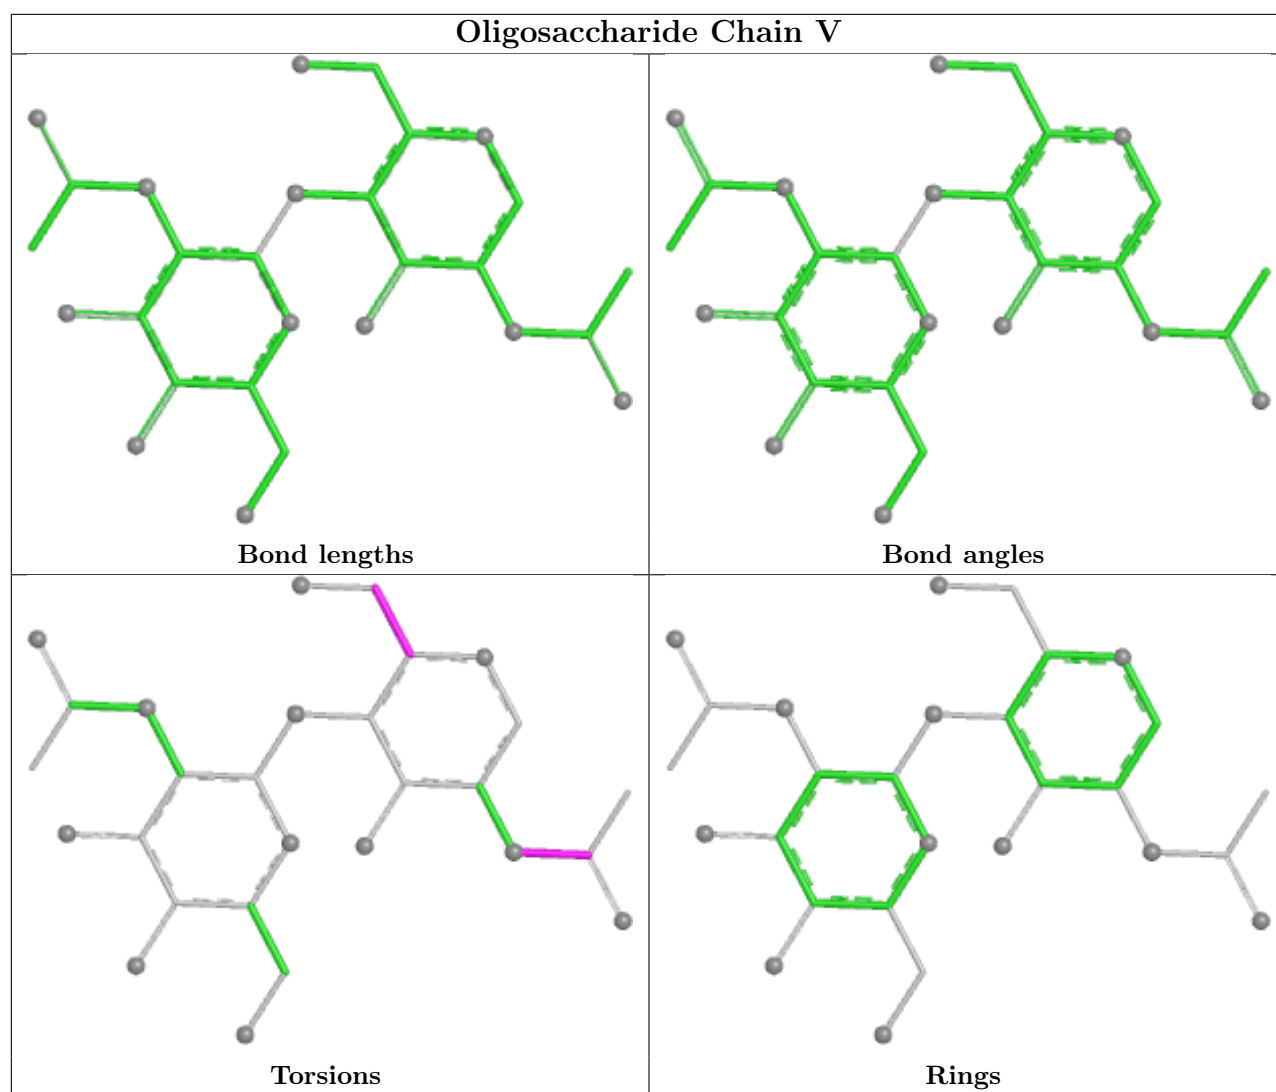 Oligosaccharide Chain V
Bond lengths
Bond angles
Torsions
Rings